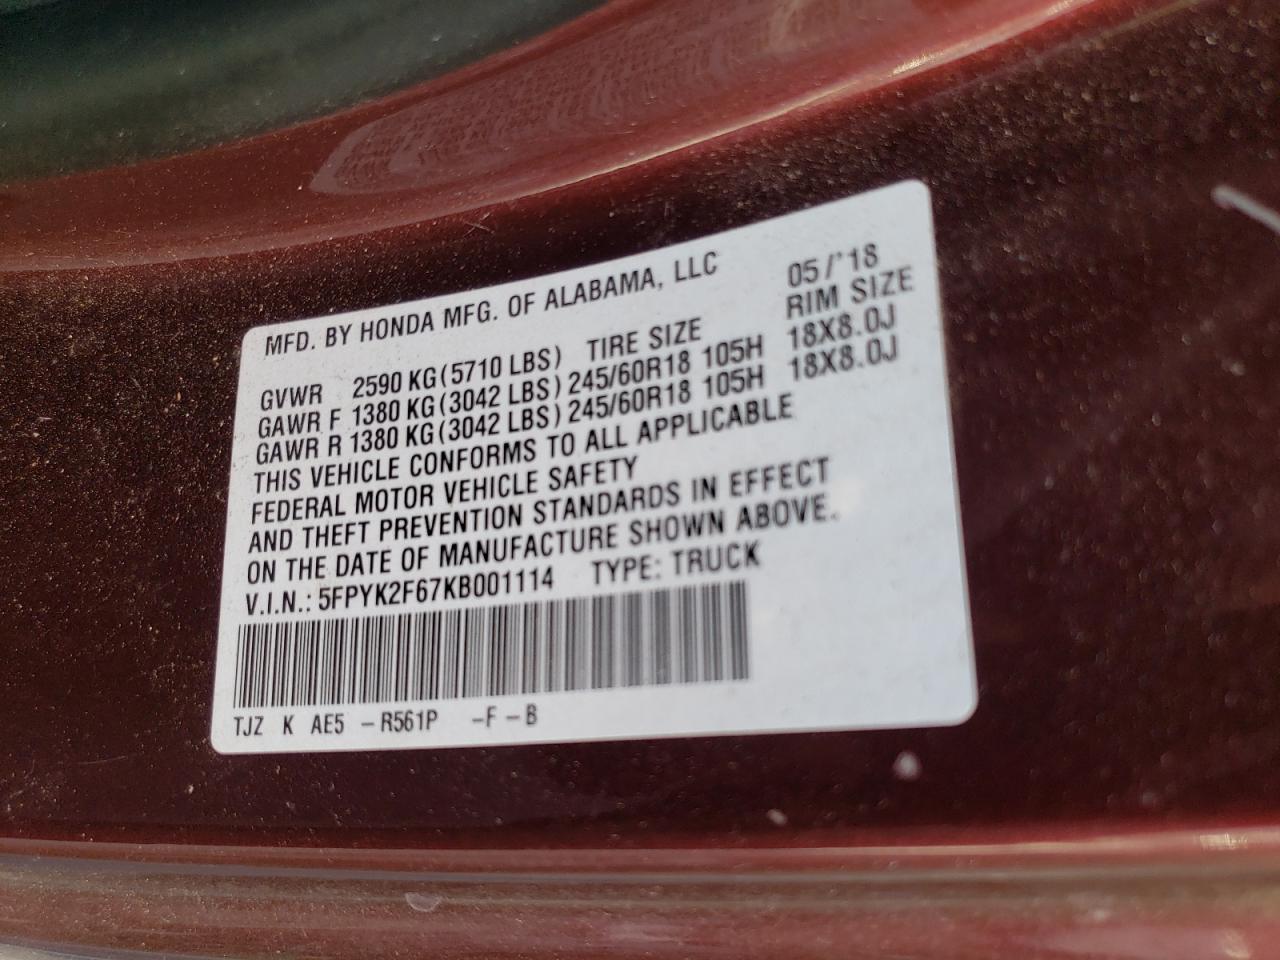 MFD. BY HONDA MFG. OF ALABAMA, LLC 05/'18
TIRE SIZE RIM SIZE
GVWR 2590 KG (5710 LBS)
GAWR F 1380 KG (3042 LBS) 245/60R18 105H 18X8.0J
GAWR R 1380 KG (3042 LBS) 245/60R18 105H 18X8.0J
THIS VEHICLE CONFORMS TO ALL APPLICABLE
FEDERAL MOTOR VEHICLE SAFETY
AND THEFT PREVENTION STANDARDS IN EFFECT
ON THE DATE OF MANUFACTURE SHOWN ABOVE.
V.I.N.: 5FPYK2F67KB001114 TYPE: TRUCK
TJZ K AE5 -R561P -F -B